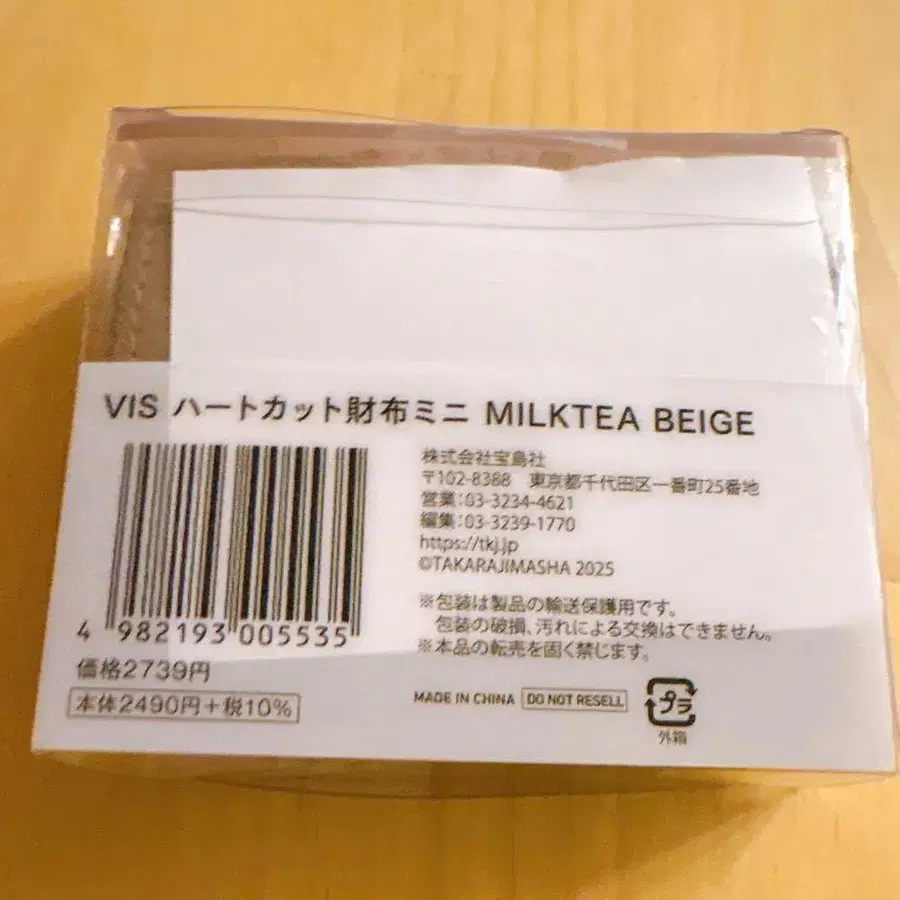 VIS ハートカット財布ミニ MILKTEA BEIGE
4 982193 005535
価格2739円
本体2490円+税10%
株式会社宝島社
〒102-8388 東京都千代田区一番町25番地
営業:03-3234-4621
編集:03-3239-1770
https://tkj.jp
©TAKARAJIMASHA 2025
※包装は製品の輸送保護用です。
包装の破損、汚れによる交換はできません。
※本品の転売を固く禁じます。
MADE IN CHINA DO NOT RESELL
プラ
外箱